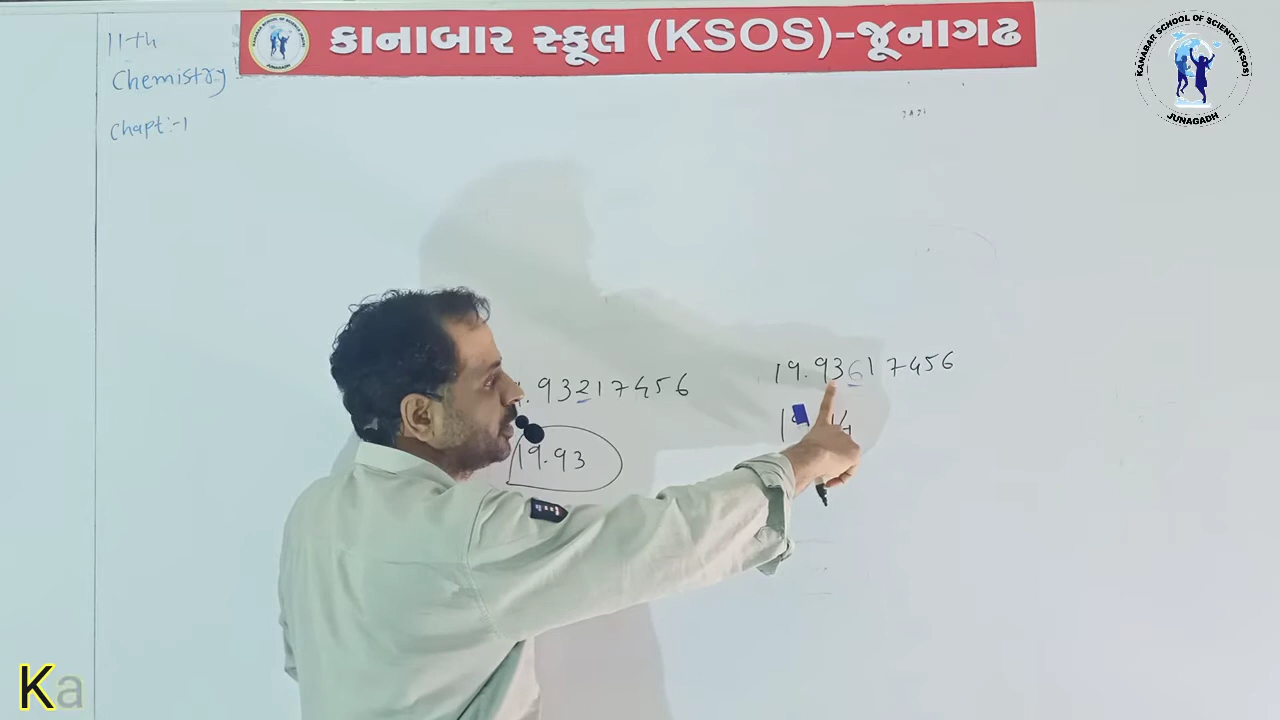 11th
Chemistry
Chapt:-1
કાનાબાર સ્કૂલ (KSOS)-જૂનાગઢ
KANABAR SCHOOL OF SCIENCE (KSOS)
JUNAGADH
19.93617456
.93217456
19.93
Ka